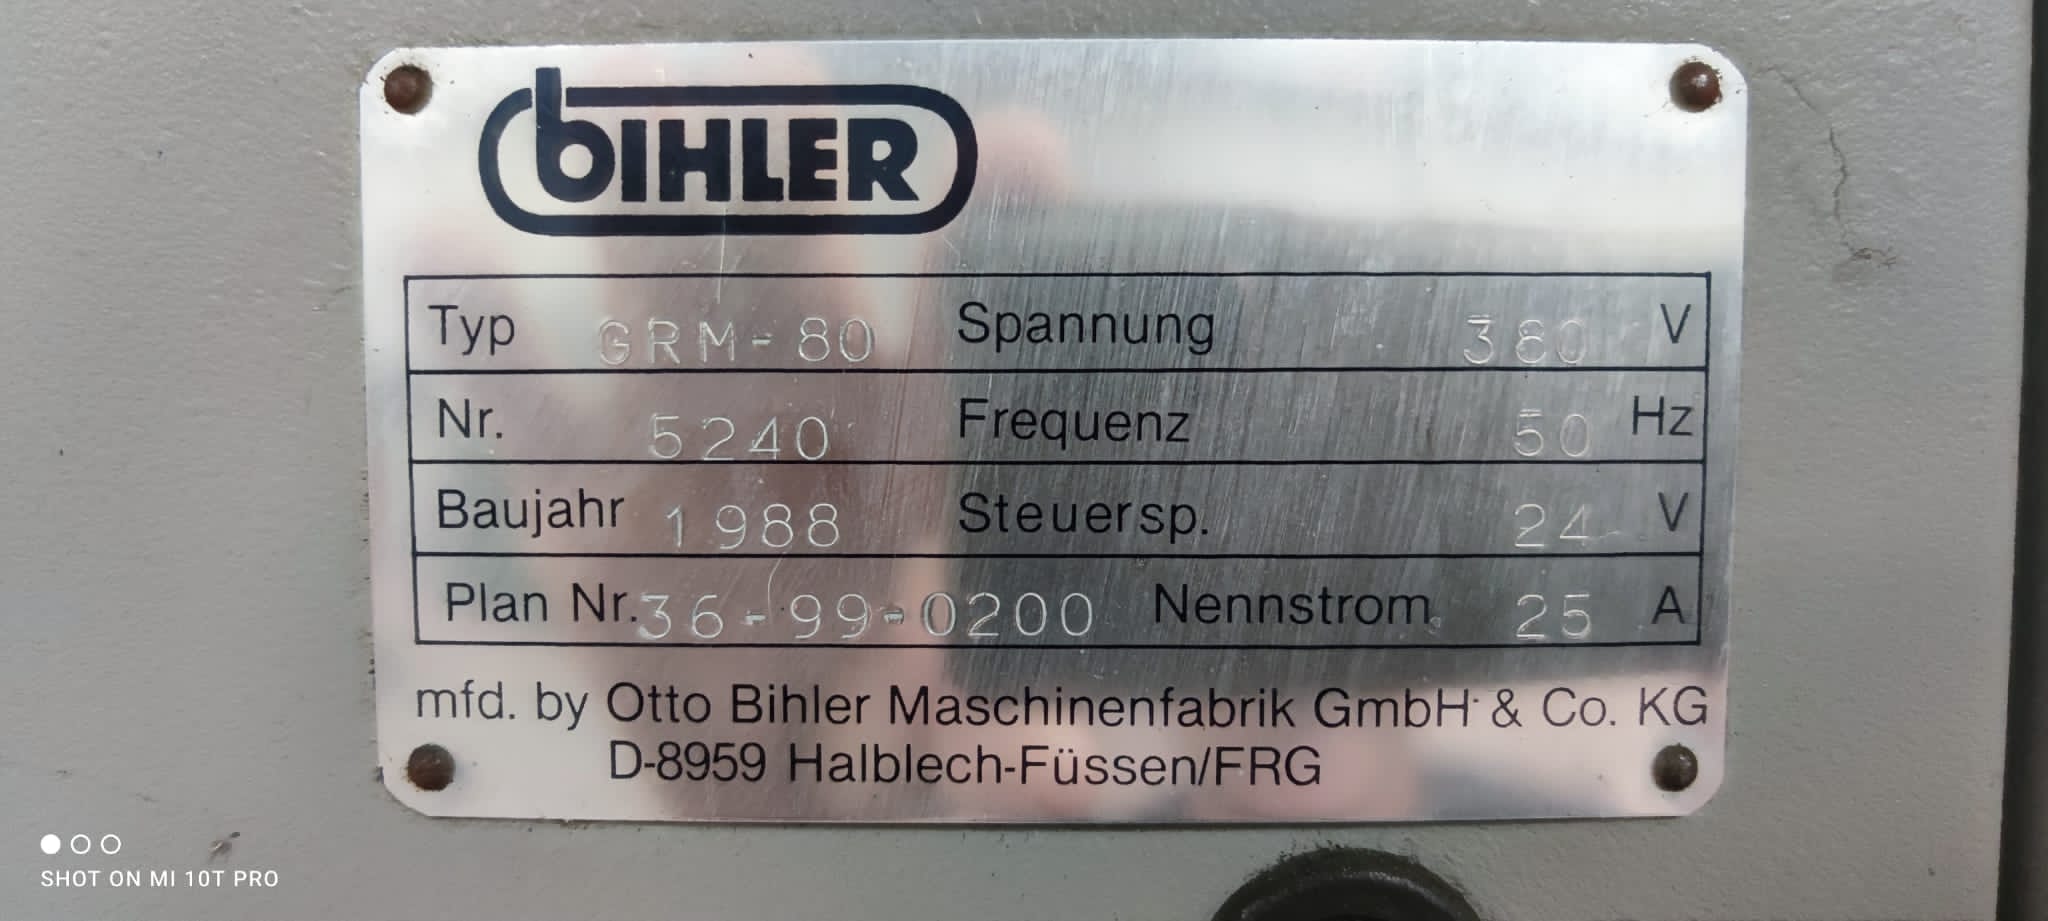 bIHLER
Typ GRM-80 Spannung 380 V
Nr. 5240 Frequenz 50 Hz
Baujahr 1988 Steuersp. 24 V
Plan Nr. 36-99-0200 Nennstrom 25 A
mfd. by Otto Bihler Maschinenfabrik GmbH & Co. KG
D-8959 Halblech-Füssen/FRG
SHOT ON MI 10T PRO